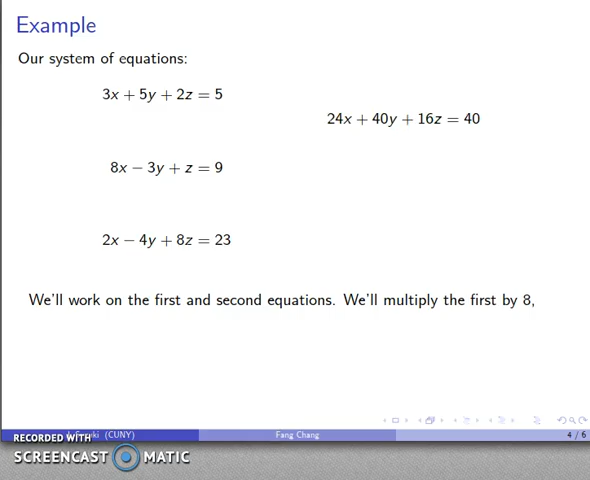 Example
Our system of equations:
3x + 5y + 2z = 5
24x + 40y + 16z = 40
8x − 3y + z = 9
2x − 4y + 8z = 23
We'll work on the first and second equations. We'll multiply the first by 8,
(CUNY)
Fang Chang
4 / 6
RECORDED WITH
SCREENCAST MATIC